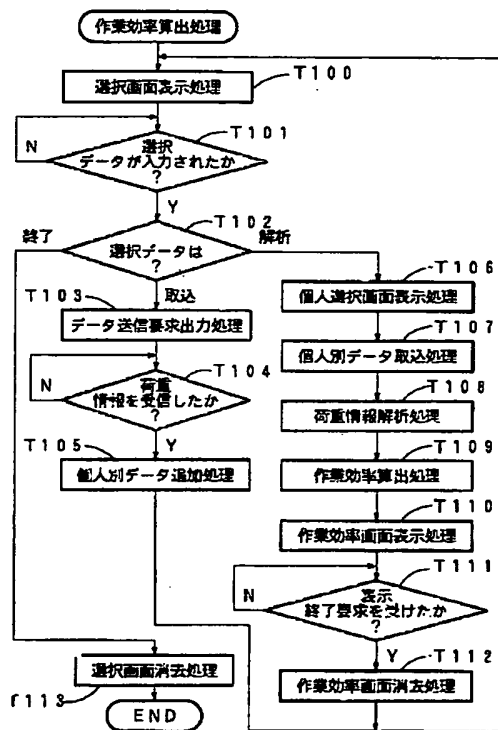 作業効率算出処理
T100
選択画面表示処理
T101
選択
データが入力されたか
?
N
Y
T102
終了
選択データは
?
解析
取込
T103
データ送信要求出力処理
T104
荷重
情報を受信したか
?
N
Y
T105
個人別データ追加処理
T106
個人選択画面表示処理
T107
個人別データ取込処理
T108
荷重情報解析処理
T109
作業効率算出処理
T110
作業効率画面表示処理
T111
表示
終了要求を受けたか
?
N
Y
T112
作業効率画面消去処理
選択画面消去処理
T113
END